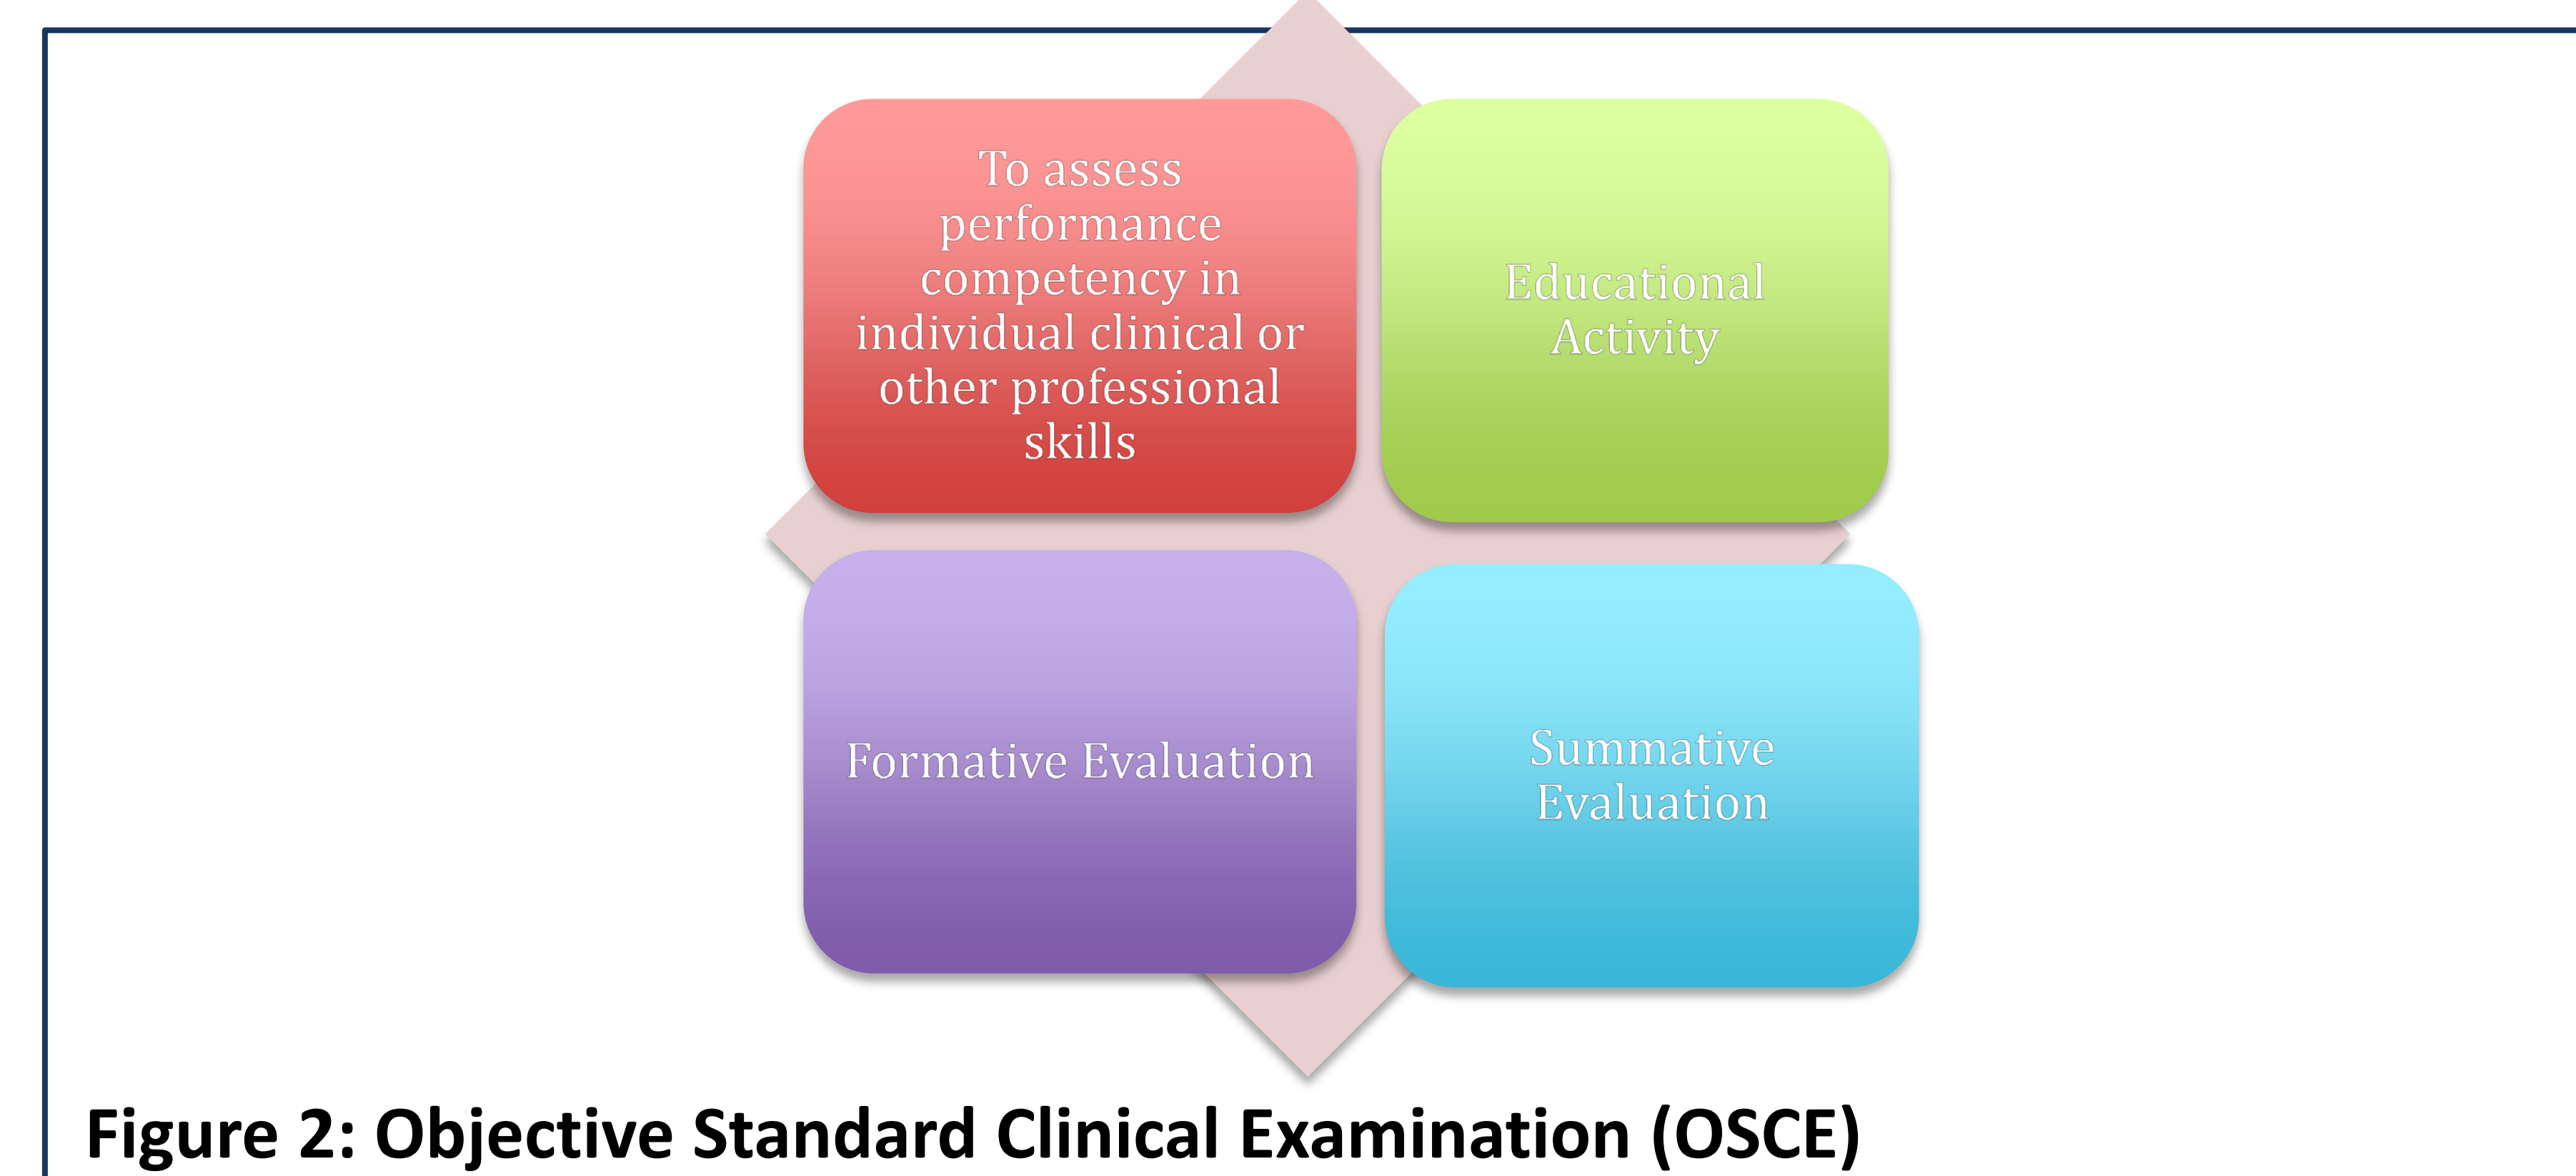 To assess
performance
competency in
individual clinical or
other professional
skills
Educational
Activity
Formative Evaluation
Summative
Evaluation
Figure 2: Objective Standard Clinical Examination (OSCE)